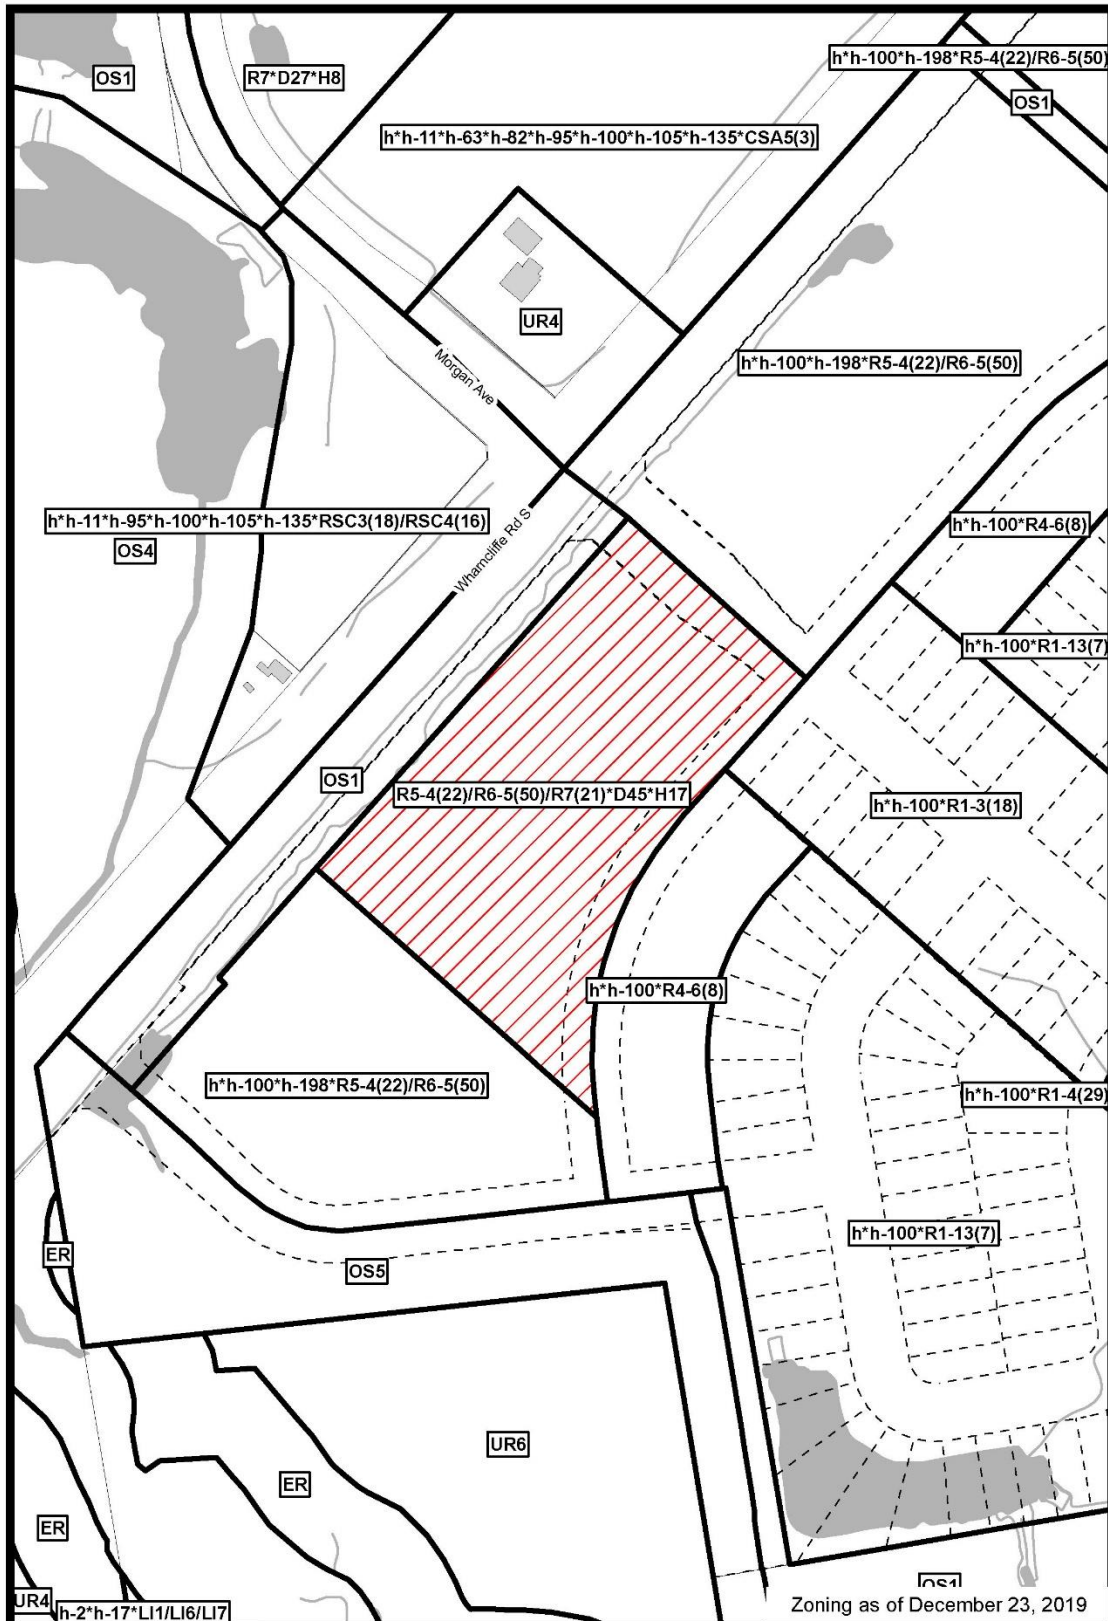 h*h-100*h-198*R5-4(22)/R6-5(50)
OS1
R7*D27*H8
OS1
h*h-11*h-63*h-82*h-95*h-100*h-105*h-135*CSA5(3)
UR4
Morgan Ave
h*h-100*h-198*R5-4(22)/R6-5(50)
h*h-11*h-95*h-100*h-105*h-135*RSC3(18)/RSC4(16)
OS4
Wharncliffe Rd S
h*h-100*R4-6(8)
h*h-100*R1-13(7)
OS1
R5-4(22)/R6-5(50)/R7(21)*D45*H17
h*h-100*R1-3(18)
h*h-100*R4-6(8)
h*h-100*h-198*R5-4(22)/R6-5(50)
h*h-100*R1-4(29)
h*h-100*R1-13(7)
ER
OS5
UR6
ER
ER
UR4
h-2*h-17*LI1/LI6/LI7
OS1
Zoning as of December 23, 2019